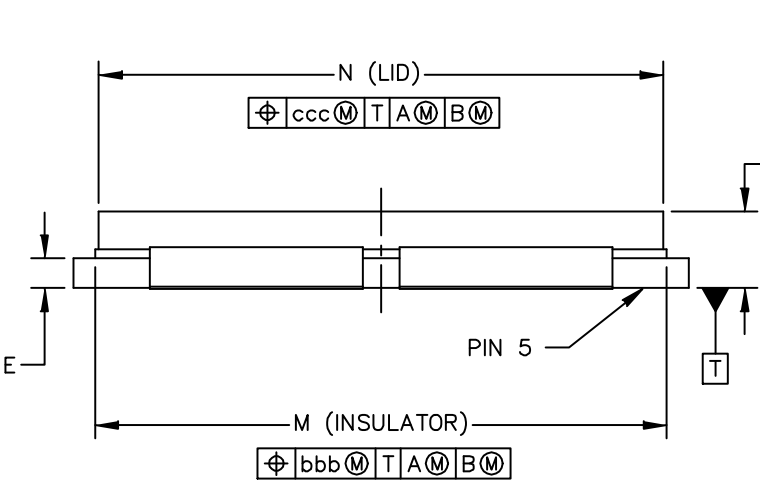 N (LID)
⌖ ccc Ⓜ T A Ⓜ B Ⓜ
PIN 5
E
T
M (INSULATOR)
⌖ bbb Ⓜ T A Ⓜ B Ⓜ